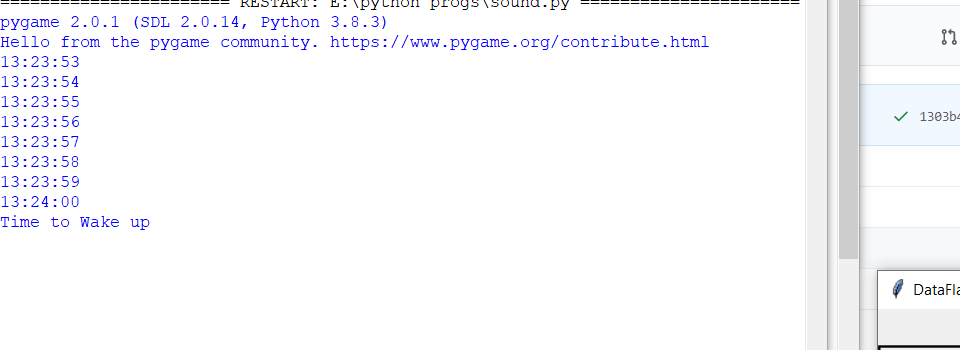 ======================= RESTART: E:\python progs\sound.py ======================
pygame 2.0.1 (SDL 2.0.14, Python 3.8.3)
Hello from the pygame community. https://www.pygame.org/contribute.html
13:23:53
13:23:54
13:23:55
13:23:56
13:23:57
13:23:58
13:23:59
13:24:00
Time to Wake up
1303b4
DataFla